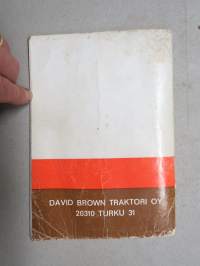 DAVID BROWN TRAKTORI OY
20310 TURKU 31